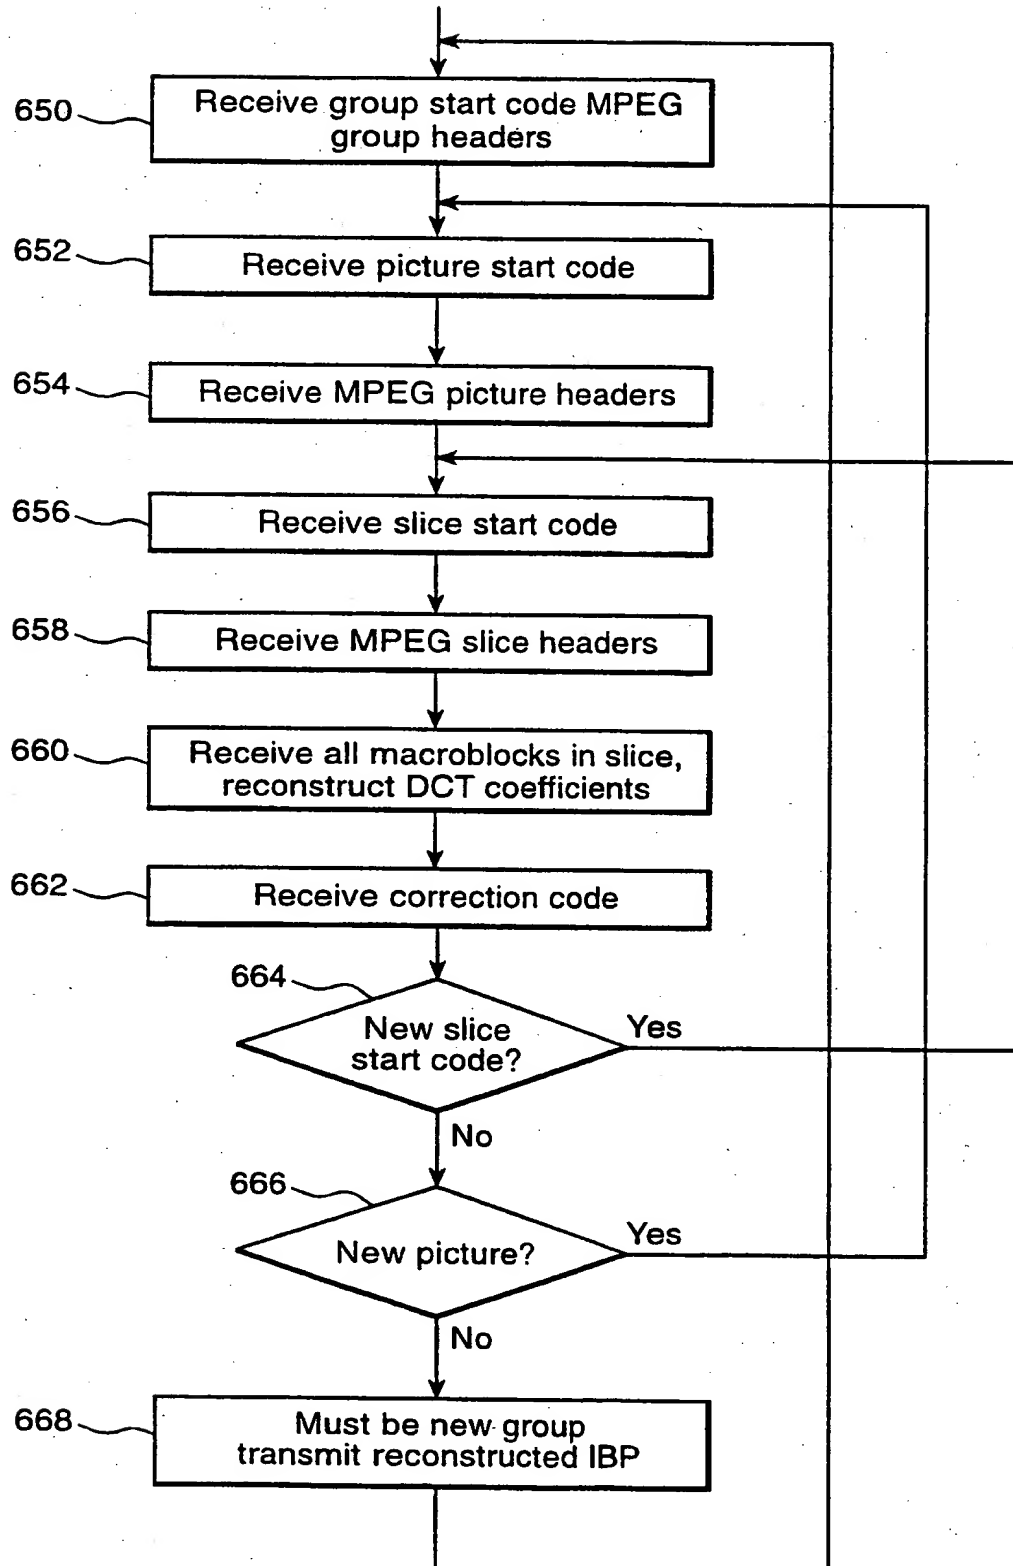 650
Receive group start code MPEG
group headers
652
Receive picture start code
654
Receive MPEG picture headers
656
Receive slice start code
658
Receive MPEG slice headers
660
Receive all macroblocks in slice,
reconstruct DCT coefficients
662
Receive correction code
664
New slice
start code?
Yes
No
666
New picture?
Yes
No
668
Must be new group
transmit reconstructed IBP